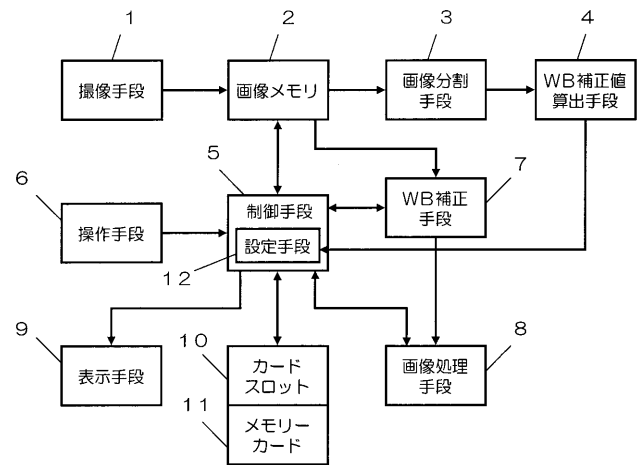 1
2
3
4
撮像手段
画像メモリ
画像分割
手段
WB補正値
算出手段
5
6
7
制御手段
WB補正
手段
操作手段
設定手段
12
9
10
8
表示手段
カード
スロット
画像処理
手段
11
メモリー
カード